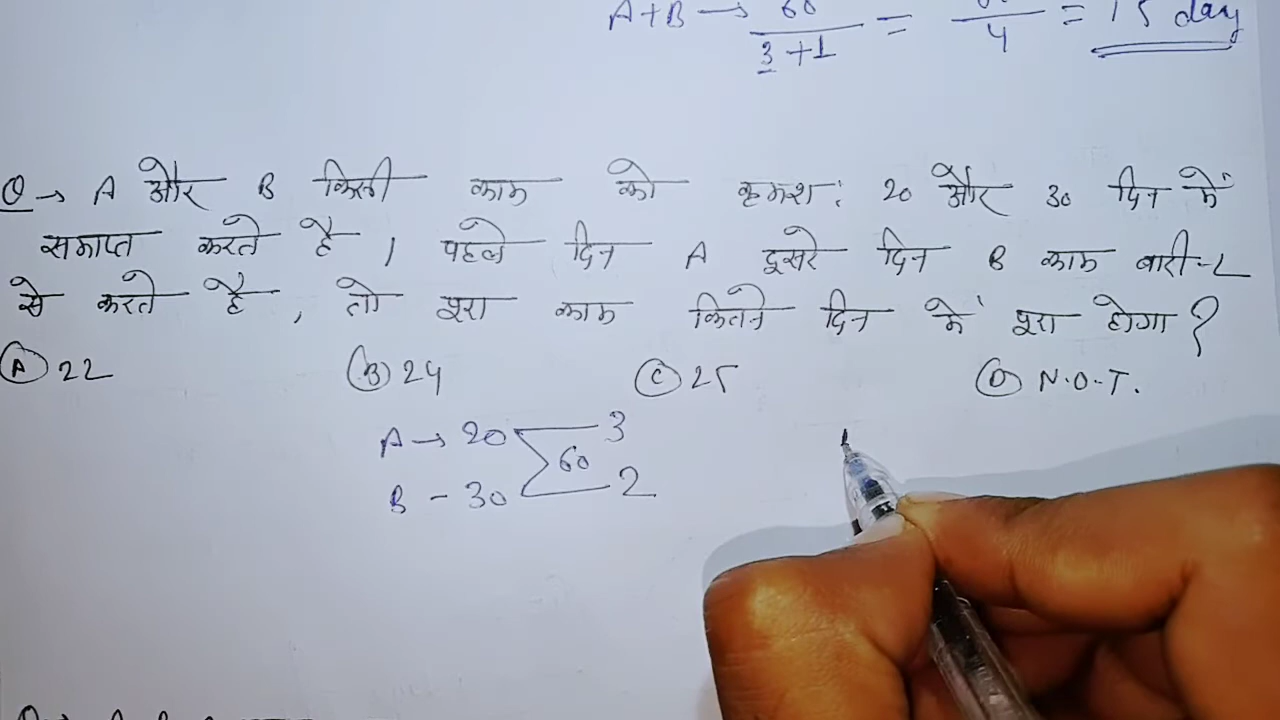 A+B → 60/3+1 = /4 = 15 day
Q → A और B किसी काम को क्रमश: 20 और 30 दिन में
समाप्त करते है । पहले दिन A दूसरे दिन B काम बारी-2
से करते है , तो पूरा काम कितने दिन में पूरा होगा ?
(A) 22 (B) 24 (C) 25 (D) N.O.T.
A → 20 60 3
B - 30 2